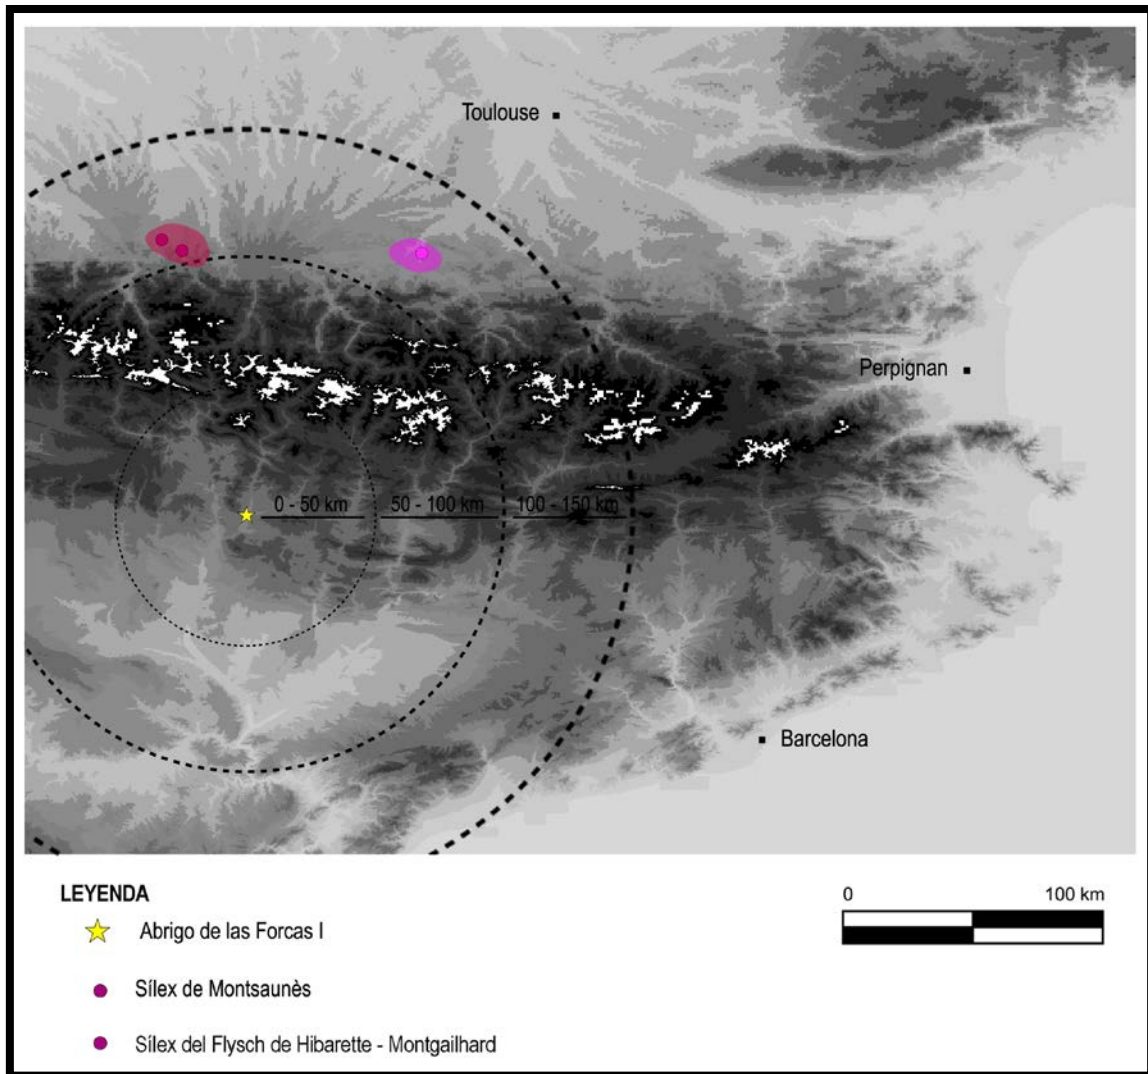 Toulouse
Perpignan
0 - 50 km
50 - 100 km
100 - 150 km
Barcelona
LEYENDA
0
100 km
Abrigo de las Forcas I
Sílex de Montsaunès
Sílex del Flysch de Hibarette - Montgailhard